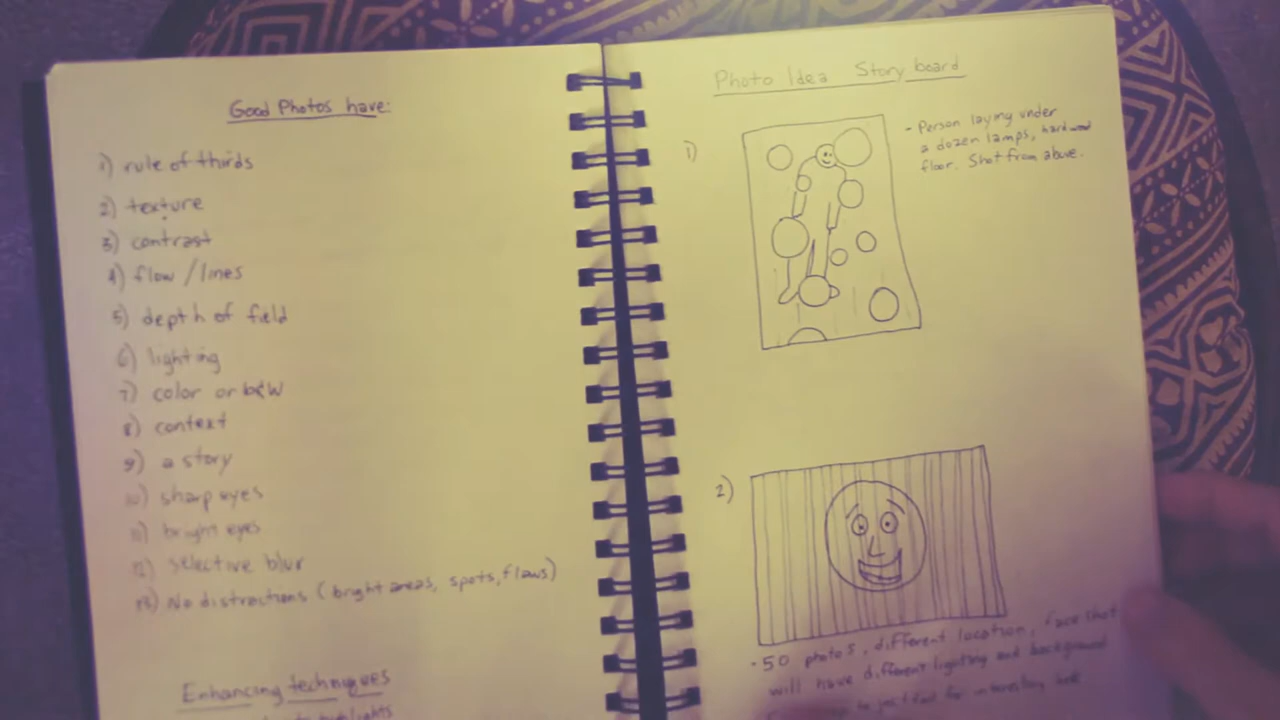 Good Photos have:
1) rule of thirds
2) texture
3) contrast
4) flow / lines
5) depth of field
6) lighting
7) color or b&W
8) context
9) a story
10) sharp eyes
11) bright eyes
12) selective blur
13) No distractions (bright areas, spots, flaws)
Enhancing techniques
highlights
Photo Idea Story board
1)
- Person laying under
a dozen lamps, hardwood
floor. Shot from above.
2)
- 50 photos, different location, face shot
will have different lighting and background
for interesting